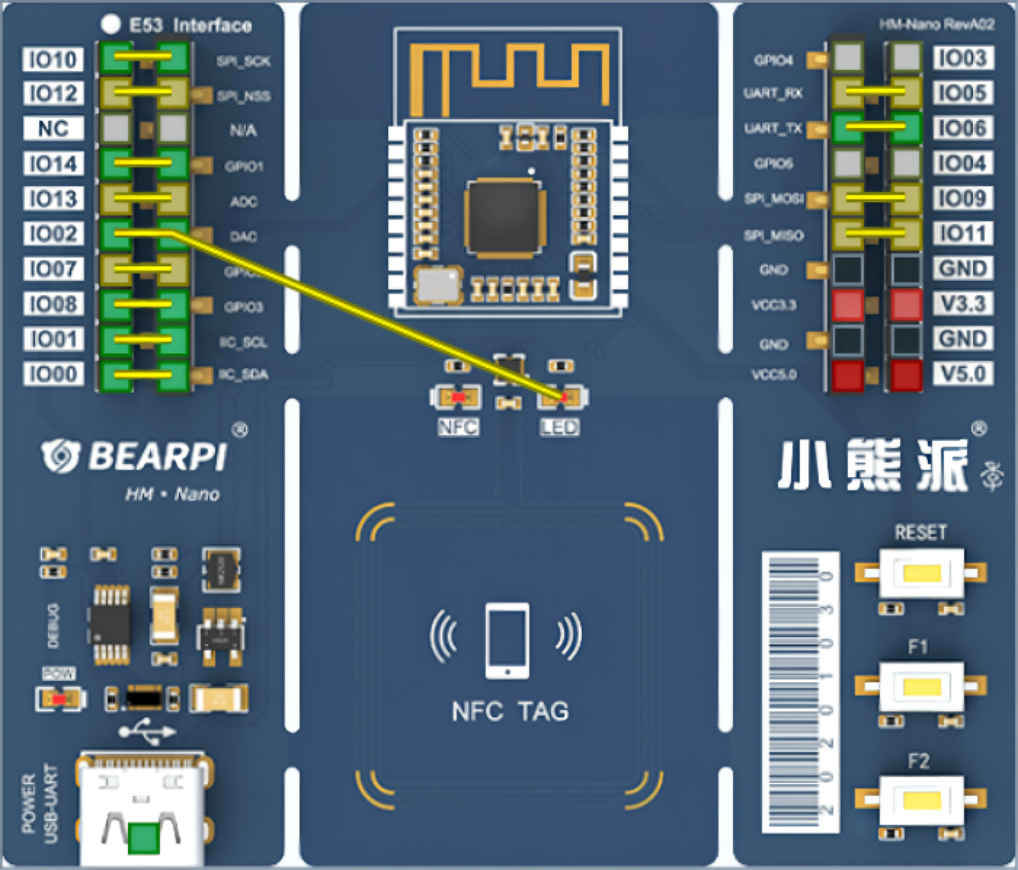 E53 Interface
IO10 SPI_SCK
IO12 SPI_NSS
NC N/A
IO14 GPIO1
IO13 ADC
IO02 DAC
IO07
IO08 GPIO3
IO01 IIC_SCL
IO00 IIC_SDA
HM-Nano RevA02
GPIO4 IO03
UART_RX IO05
UART_TX IO06
GPIO5 IO04
SPI_MOSI IO09
SPI_MISO IO11
GND GND
VCC3.3 V3.3
GND GND
VCC5.0 V5.0
NFC LED
BEARPI®
HM • Nano
小熊派®
DEBUG
POW
POWER
USB-UART
NFC TAG
RESET
F1
F2
0 3 0 1 0 2 0 2